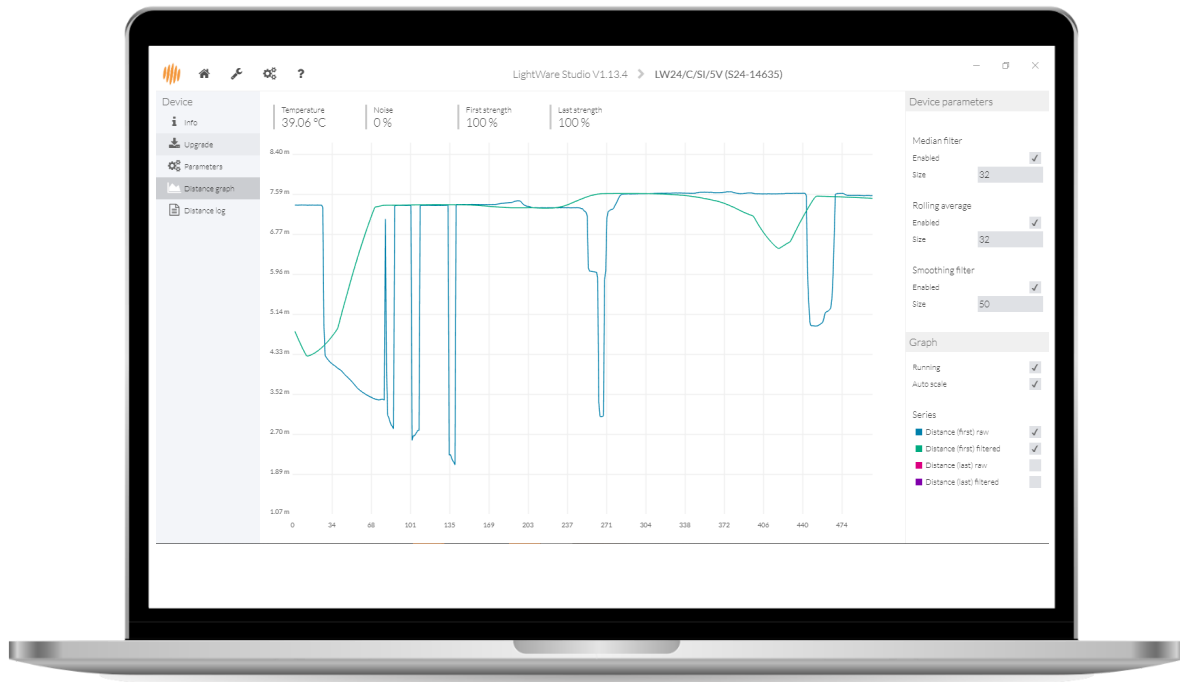 ?
LightWare Studio V1.13.4 > LW24/C/SI/5V (S24-14635)
Device
Info
Upgrade
Parameters
Distance graph
Distance log
Temperature
39.06 °C
Noise
0 %
First strength
100 %
Last strength
100 %
8.40 m
7.59 m
6.77 m
5.96 m
5.14 m
4.33 m
3.52 m
2.70 m
1.89 m
1.07 m
0 34 68 101 135 169 203 237 271 304 338 372 406 440 474
Device parameters
Median filter
Enabled
Size 32
Rolling average
Enabled
Size 32
Smoothing filter
Enabled
Size 50
Graph
Running
Auto scale
Series
Distance (first) raw
Distance (first) filtered
Distance (last) raw
Distance (last) filtered